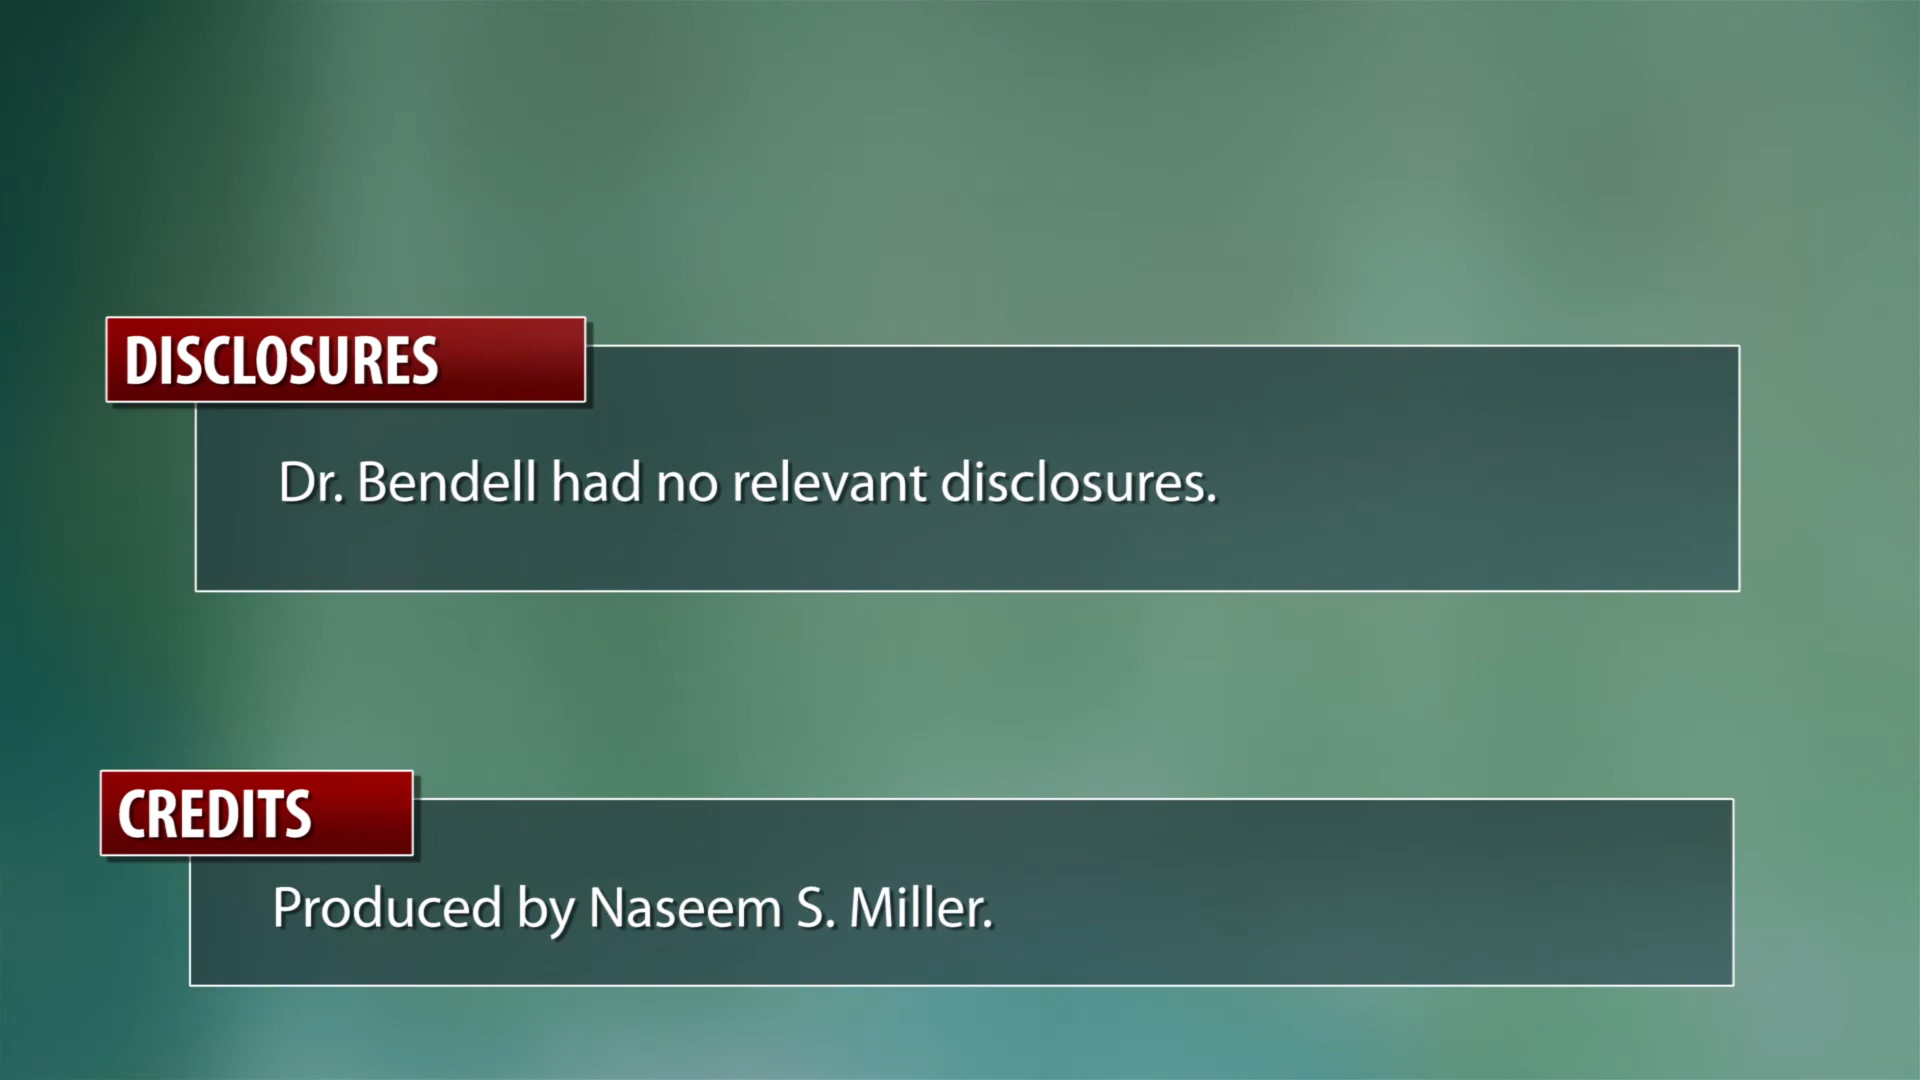 DISCLOSURES
Dr. Bendell had no relevant disclosures.
CREDITS
Produced by Naseem S. Miller.